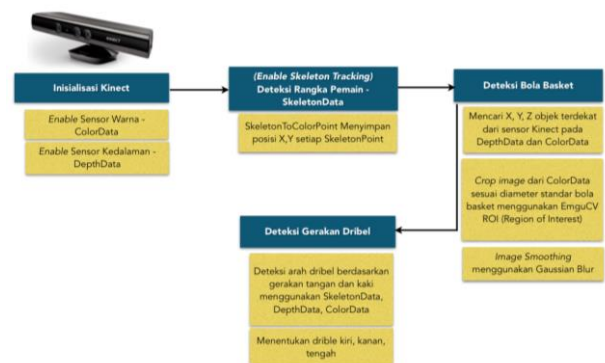 KINECT
Inisialisasi Kinect
Enable Sensor Warna -
ColorData
Enable Sensor Kedalaman -
DepthData
(Enable Skeleton Tracking)
Deteksi Rangka Pemain -
SkeletonData
SkeletonToColorPoint Menyimpan
posisi X,Y setiap SkeletonPoint
Deteksi Bola Basket
Mencari X, Y, Z objek terdekat
dari sensor Kinect pada
DepthData dan ColorData
Crop image dari ColorData
sesuai diameter standar bola
basket menggunakan EmguCV
ROI (Region of Interest)
Image Smoothing
menggunakan Gaussian Blur
Deteksi Gerakan Dribel
Deteksi arah dribel berdasarkan
gerakan tangan dan kaki
menggunakan SkeletonData,
DepthData, ColorData
Menentukan drible kiri, kanan,
tengah